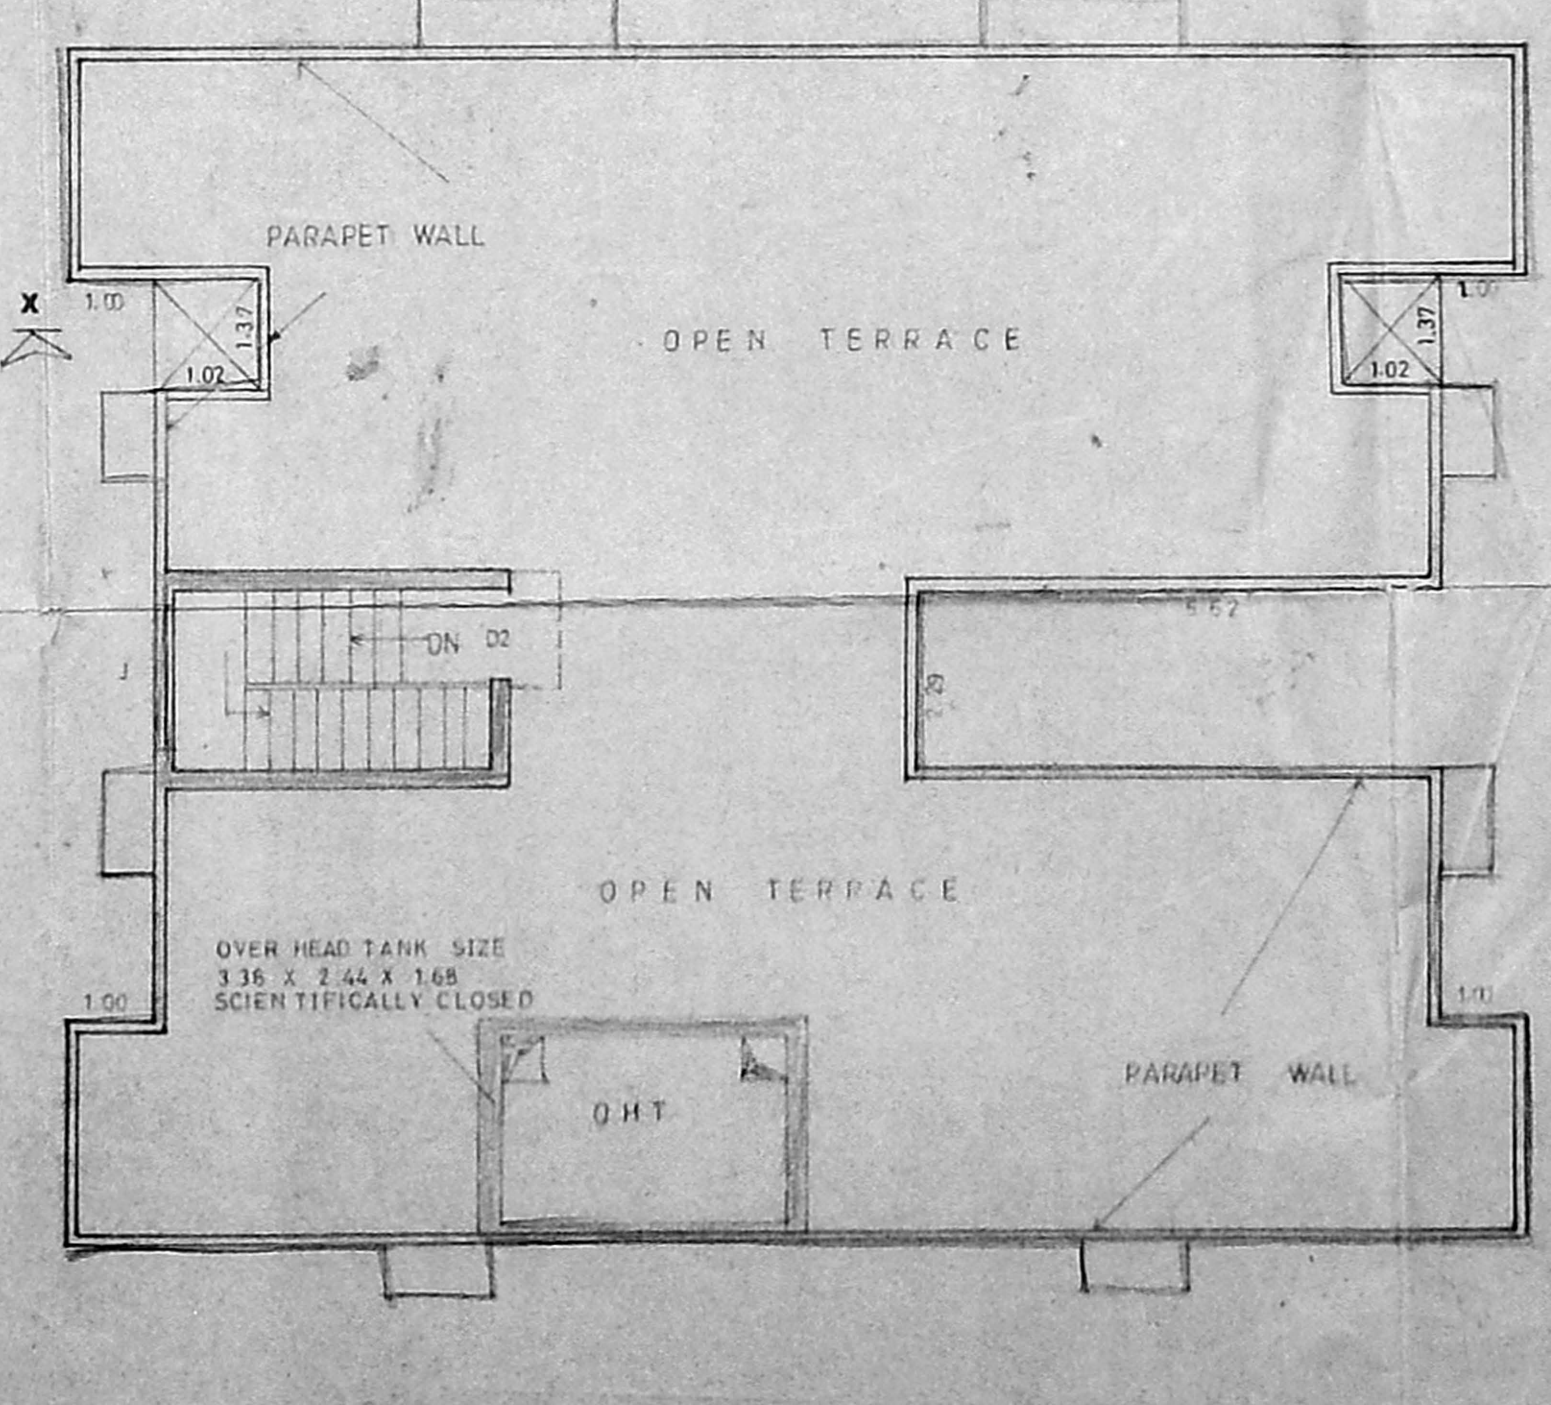 PARAPET WALL
X
1.00
1.37
1.02
OPEN TERRACE
1.00
1.37
1.02
DN D2
5.62
OPEN TERRACE
OVER HEAD TANK SIZE
3.36 X 2.44 X 1.68
SCIENTIFICALLY CLOSED
1.00
1.00
PARAPET WALL
OHT